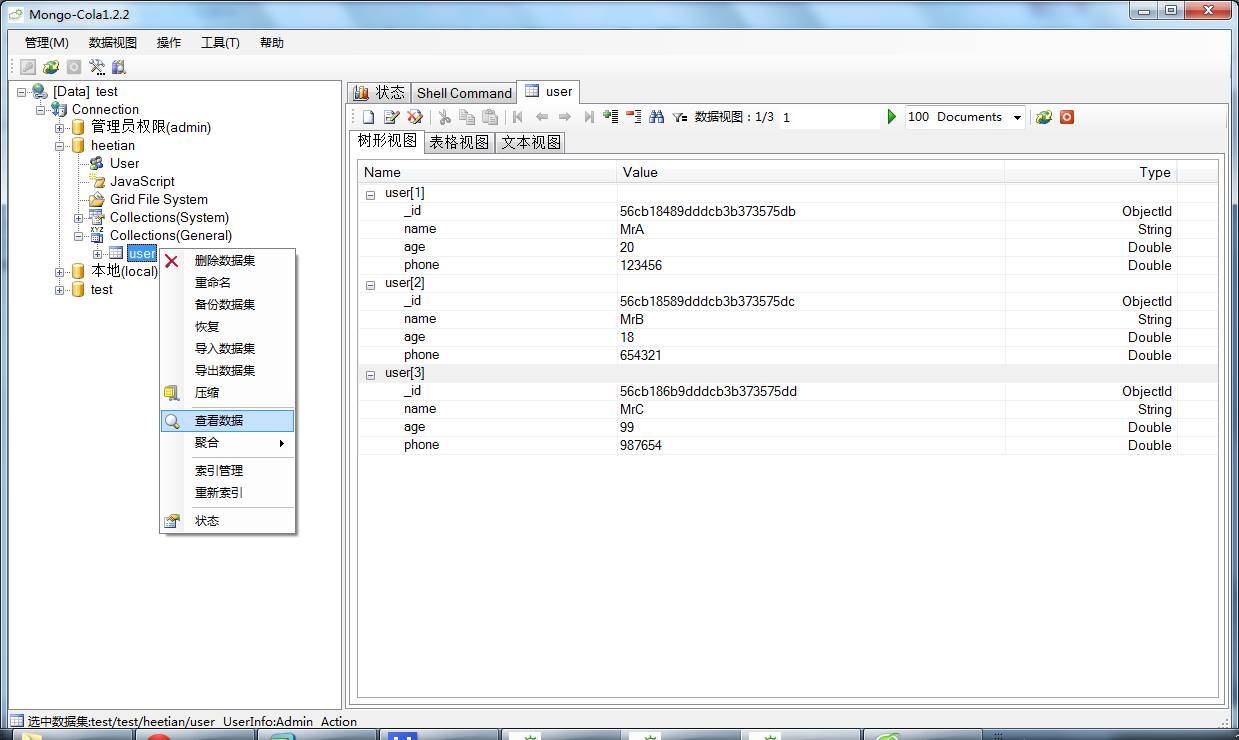 Mongo-Cola1.2.2
管理(M) 数据视图 操作 工具(T) 帮助
[Data] test
Connection
管理员权限(admin)
heetian
User
JavaScript
Grid File System
Collections(System)
XYZ
Collections(General)
user
本地(local)
test
删除数据集
重命名
备份数据集
恢复
导入数据集
导出数据集
压缩
查看数据
聚合
索引管理
重新索引
状态
状态 Shell Command user
数据视图：1/3 1 100 Documents
树形视图 表格视图 文本视图
Name Value Type
user[1]
_id 56cb18489dddcb3b373575db ObjectId
name MrA String
age 20 Double
phone 123456 Double
user[2]
_id 56cb18589dddcb3b373575dc ObjectId
name MrB String
age 18 Double
phone 654321 Double
user[3]
_id 56cb186b9dddcb3b373575dd ObjectId
name MrC String
age 99 Double
phone 987654 Double
选中数据集:test/test/heetian/user UserInfo:Admin Action